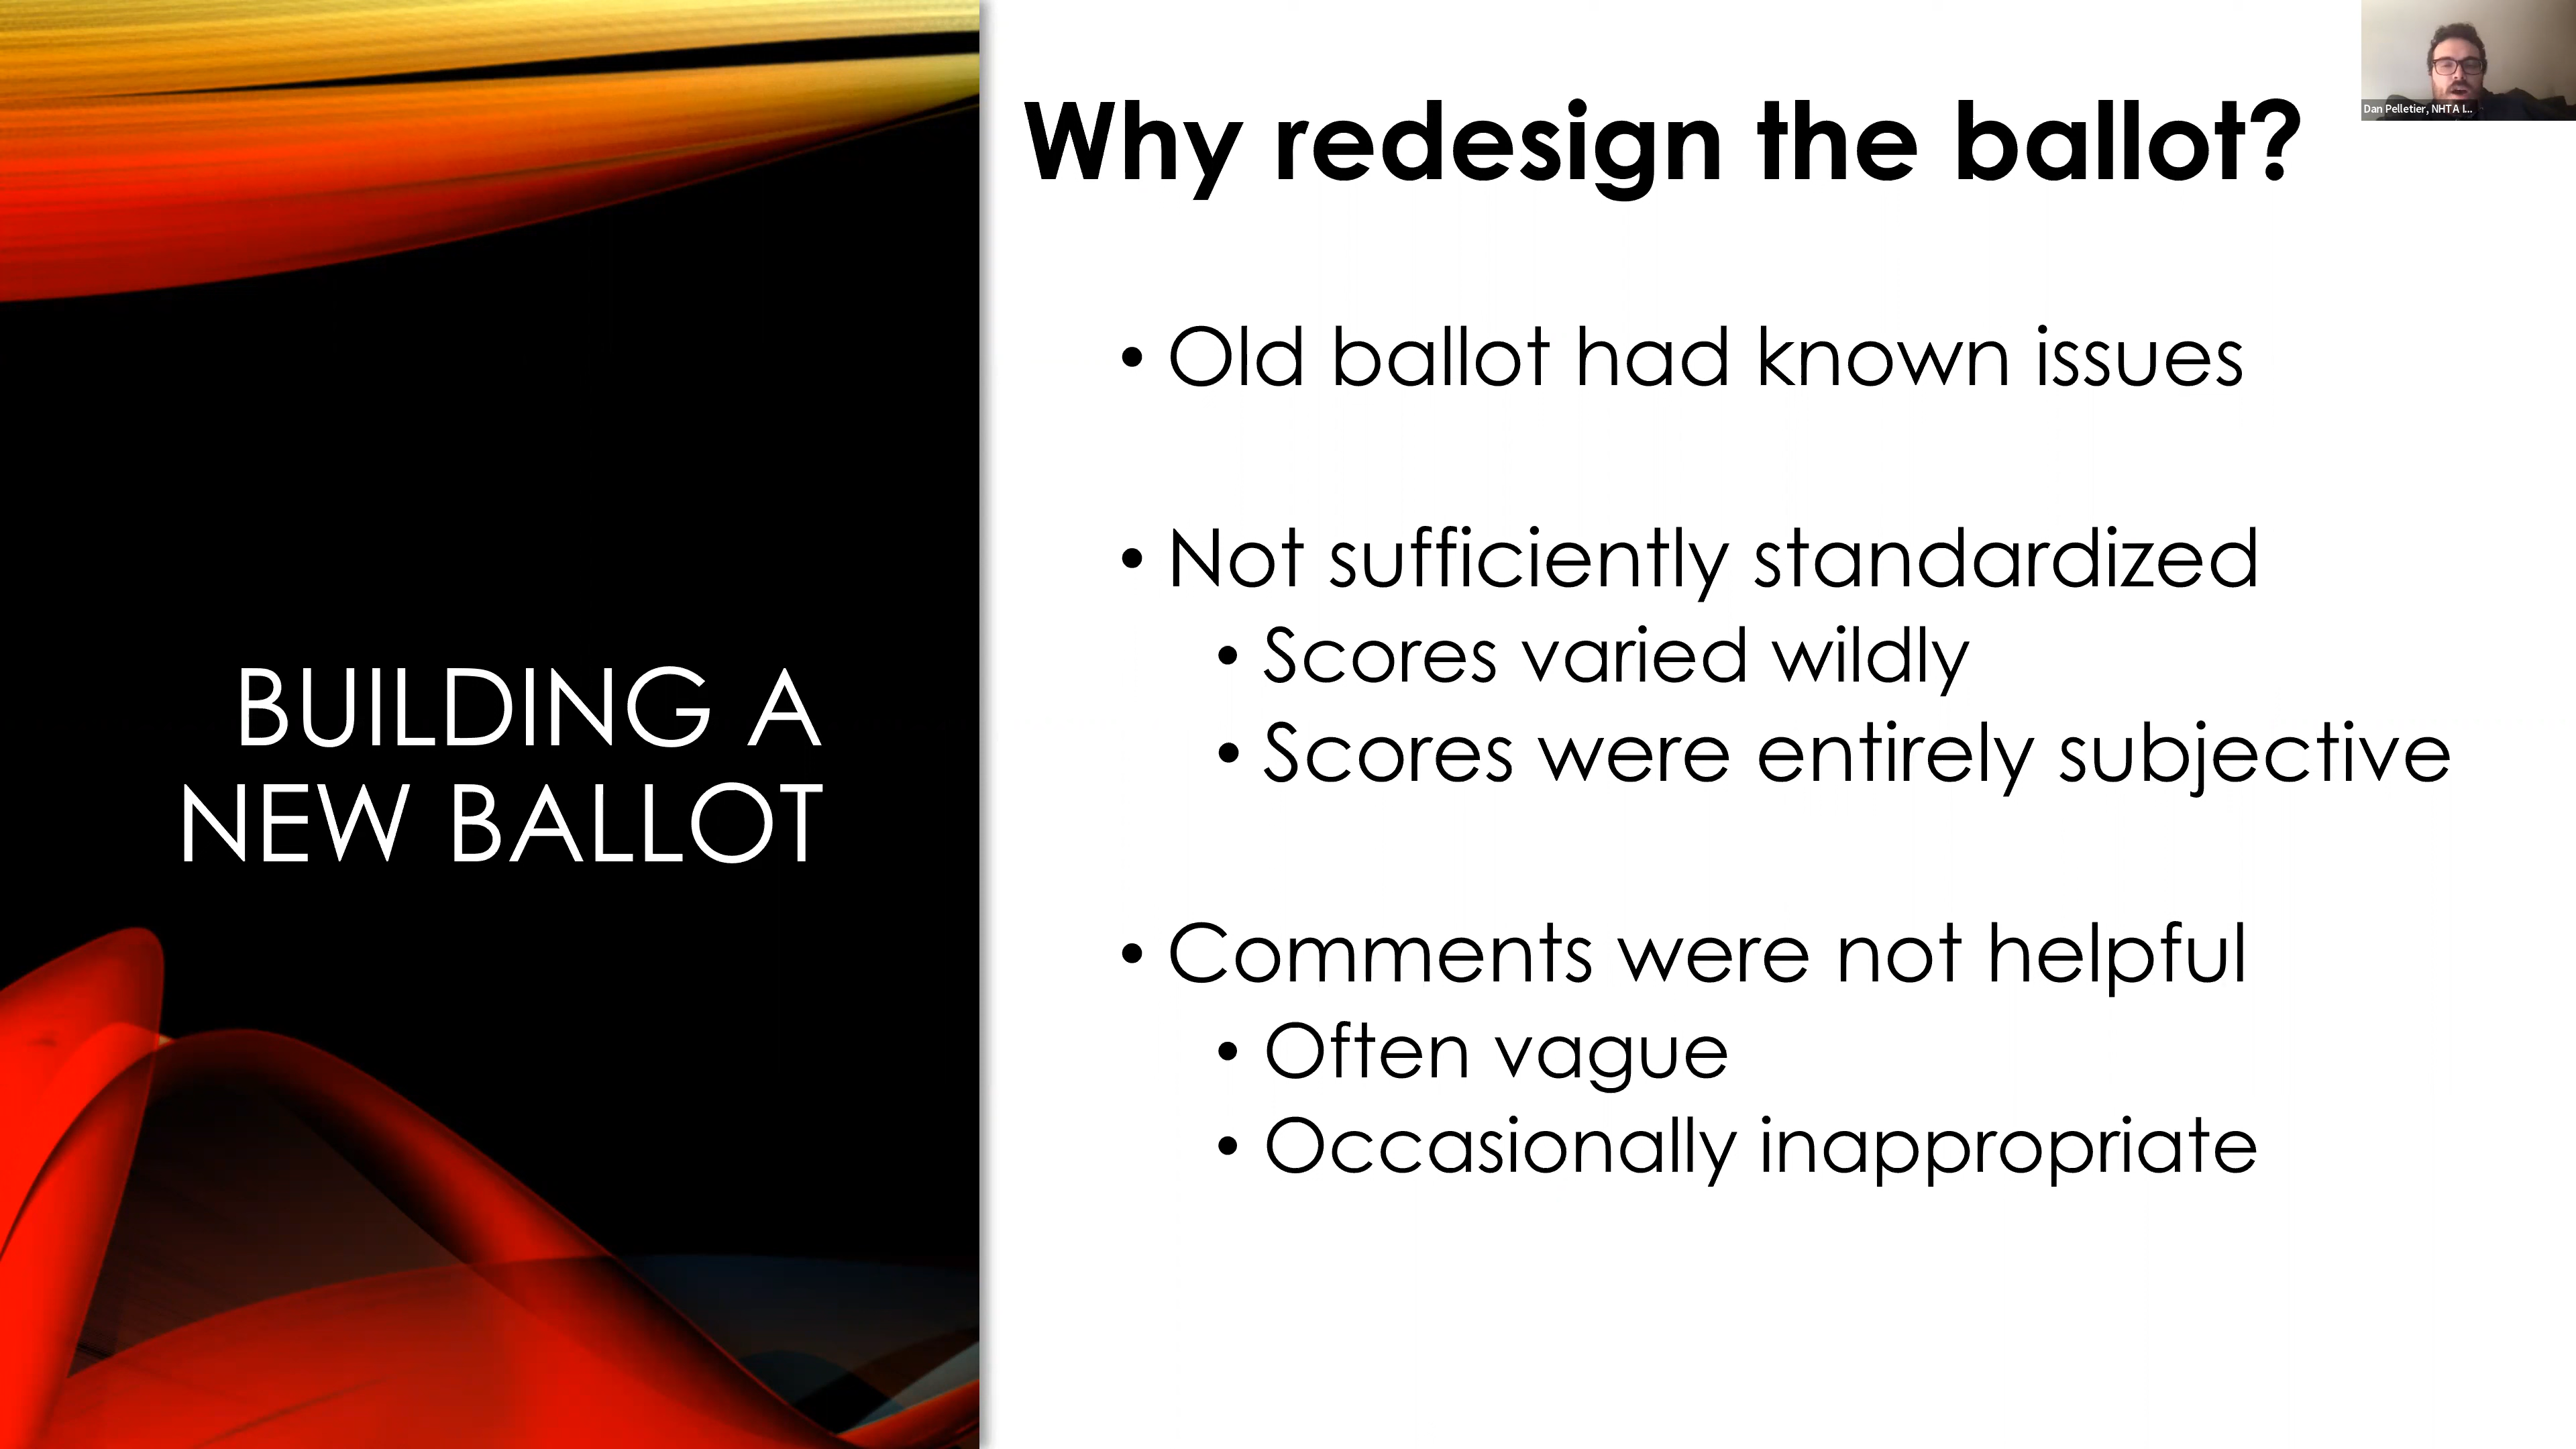 BUILDING A
NEW BALLOT
Why redesign the ballot?
• Old ballot had known issues
• Not sufficiently standardized
• Scores varied wildly
• Scores were entirely subjective
• Comments were not helpful
• Often vague
• Occasionally inappropriate
Dan Pelletier, NHTA I...